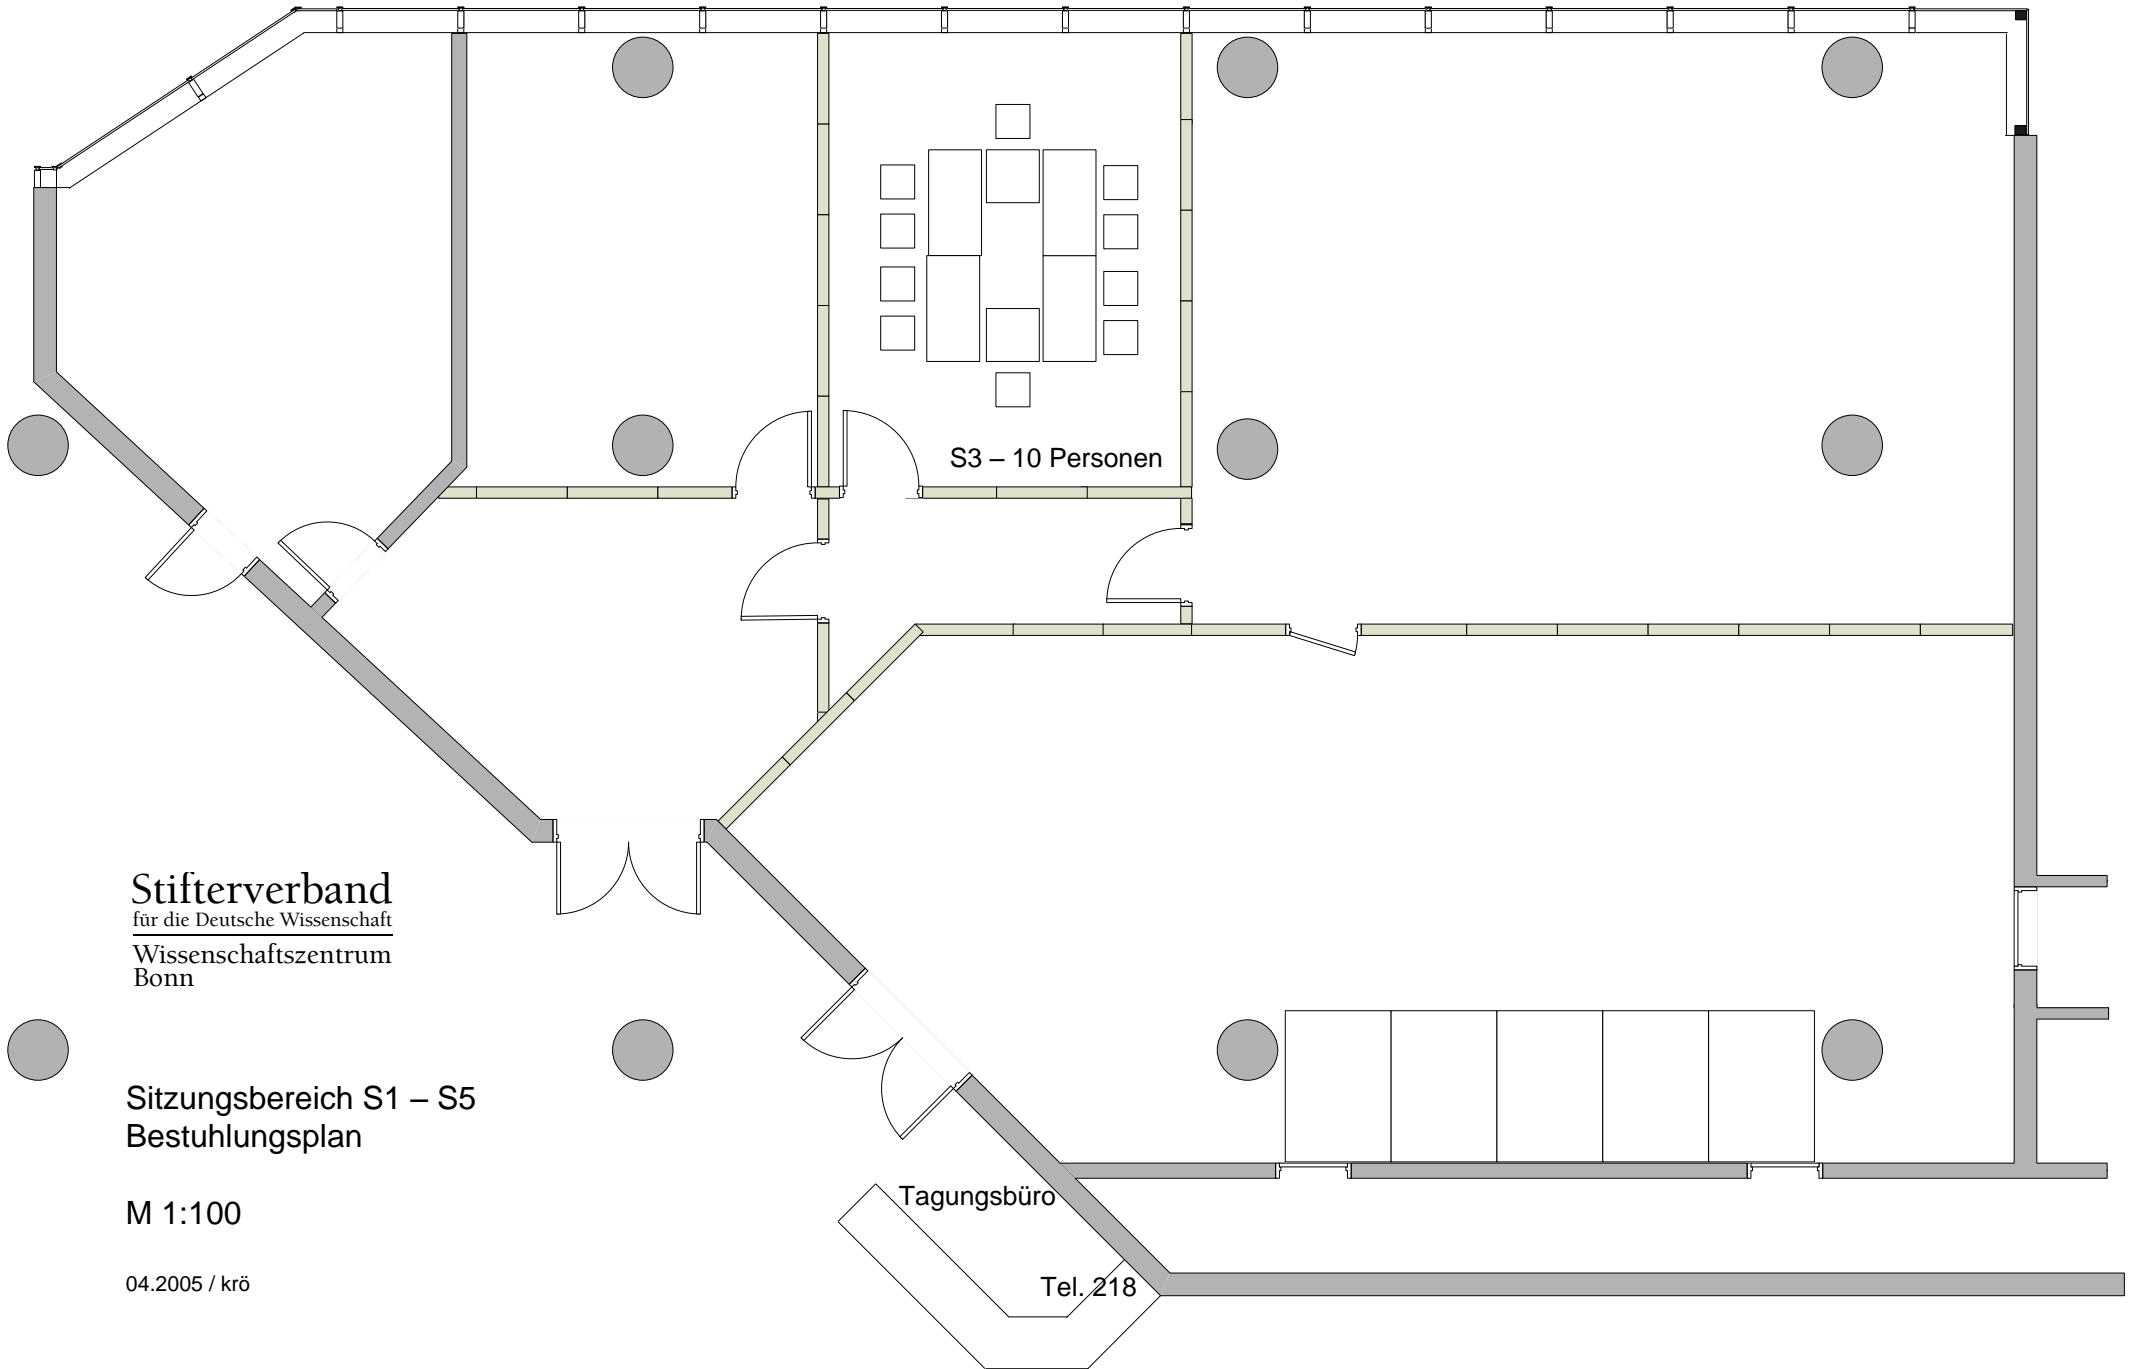 S3 – 10 Personen
Stifterverband
für die Deutsche Wissenschaft
Wissenschaftszentrum
Bonn
Sitzungsbereich S1 – S5
Bestuhlungsplan
M 1:100
04.2005 / krö
Tagungsbüro
Tel. 218